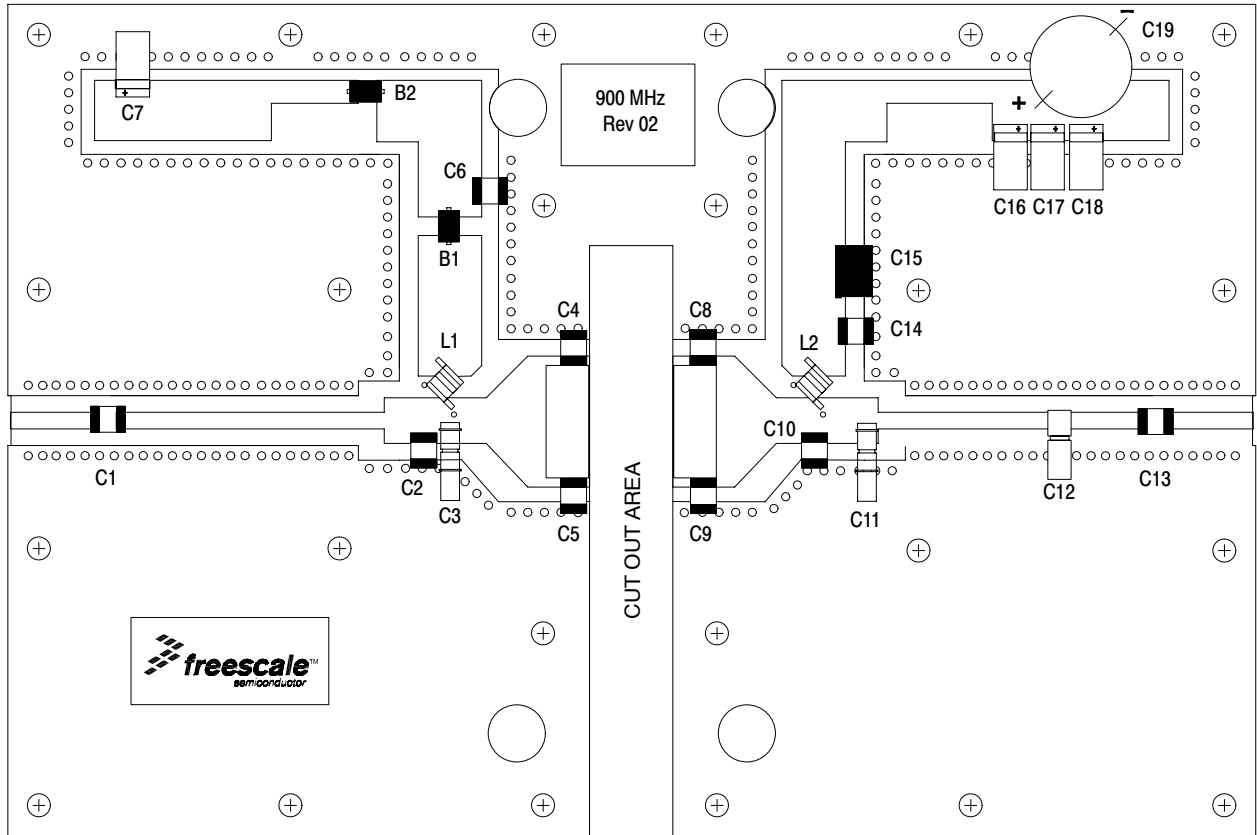 C19
C7
+
B2
900 MHz
Rev 02
+
+ + +
C6
C16 C17 C18
B1
C15
C4
C8
C14
L1
L2
C1
C2
C3
C10
C11
C12
C13
C5
C9
CUT OUT AREA
freescale™
semiconductor